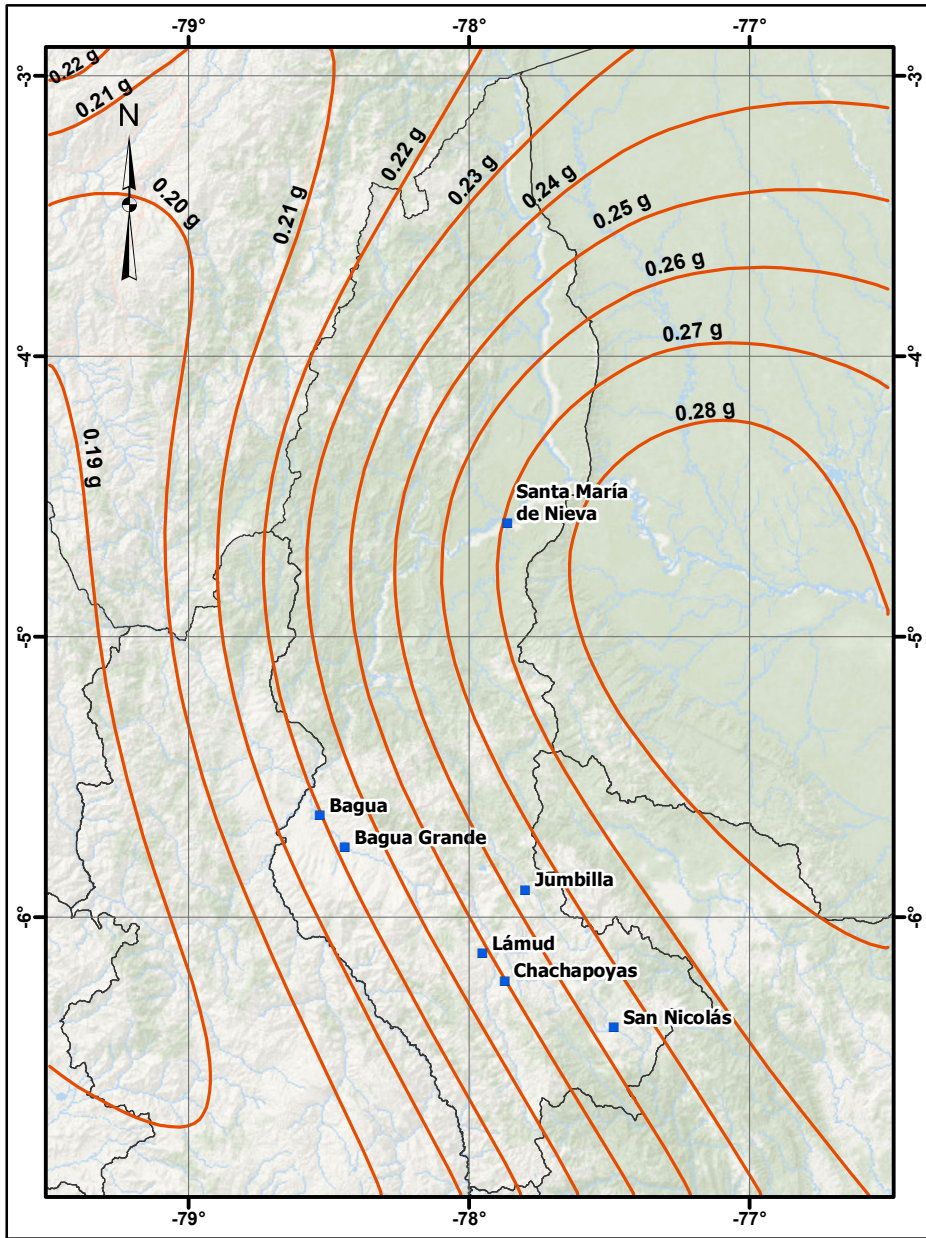 -79°
-78°
-77°
-3°
-3°
0.22 g
0.21 g
N
0.20 g
0.21 g
0.22 g
0.23 g
0.24 g
0.25 g
0.26 g
0.27 g
0.28 g
-4°
-4°
0.19 g
Santa María
de Nieva
-5°
-5°
Bagua
Bagua Grande
Jumbilla
-6°
-6°
Lámud
Chachapoyas
San Nicolás
-79°
-78°
-77°